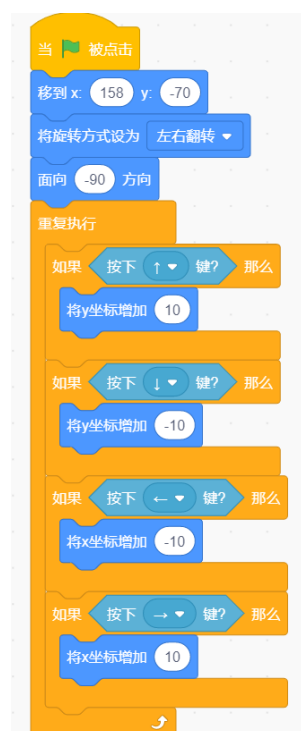 当 被点击
移到 x: 158 y: -70
将旋转方式设为 左右翻转
面向 -90 方向
重复执行
如果 按下 ↑ 键? 那么
将y坐标增加 10
如果 按下 ↓ 键? 那么
将y坐标增加 -10
如果 按下 ← 键? 那么
将x坐标增加 -10
如果 按下 → 键? 那么
将x坐标增加 10